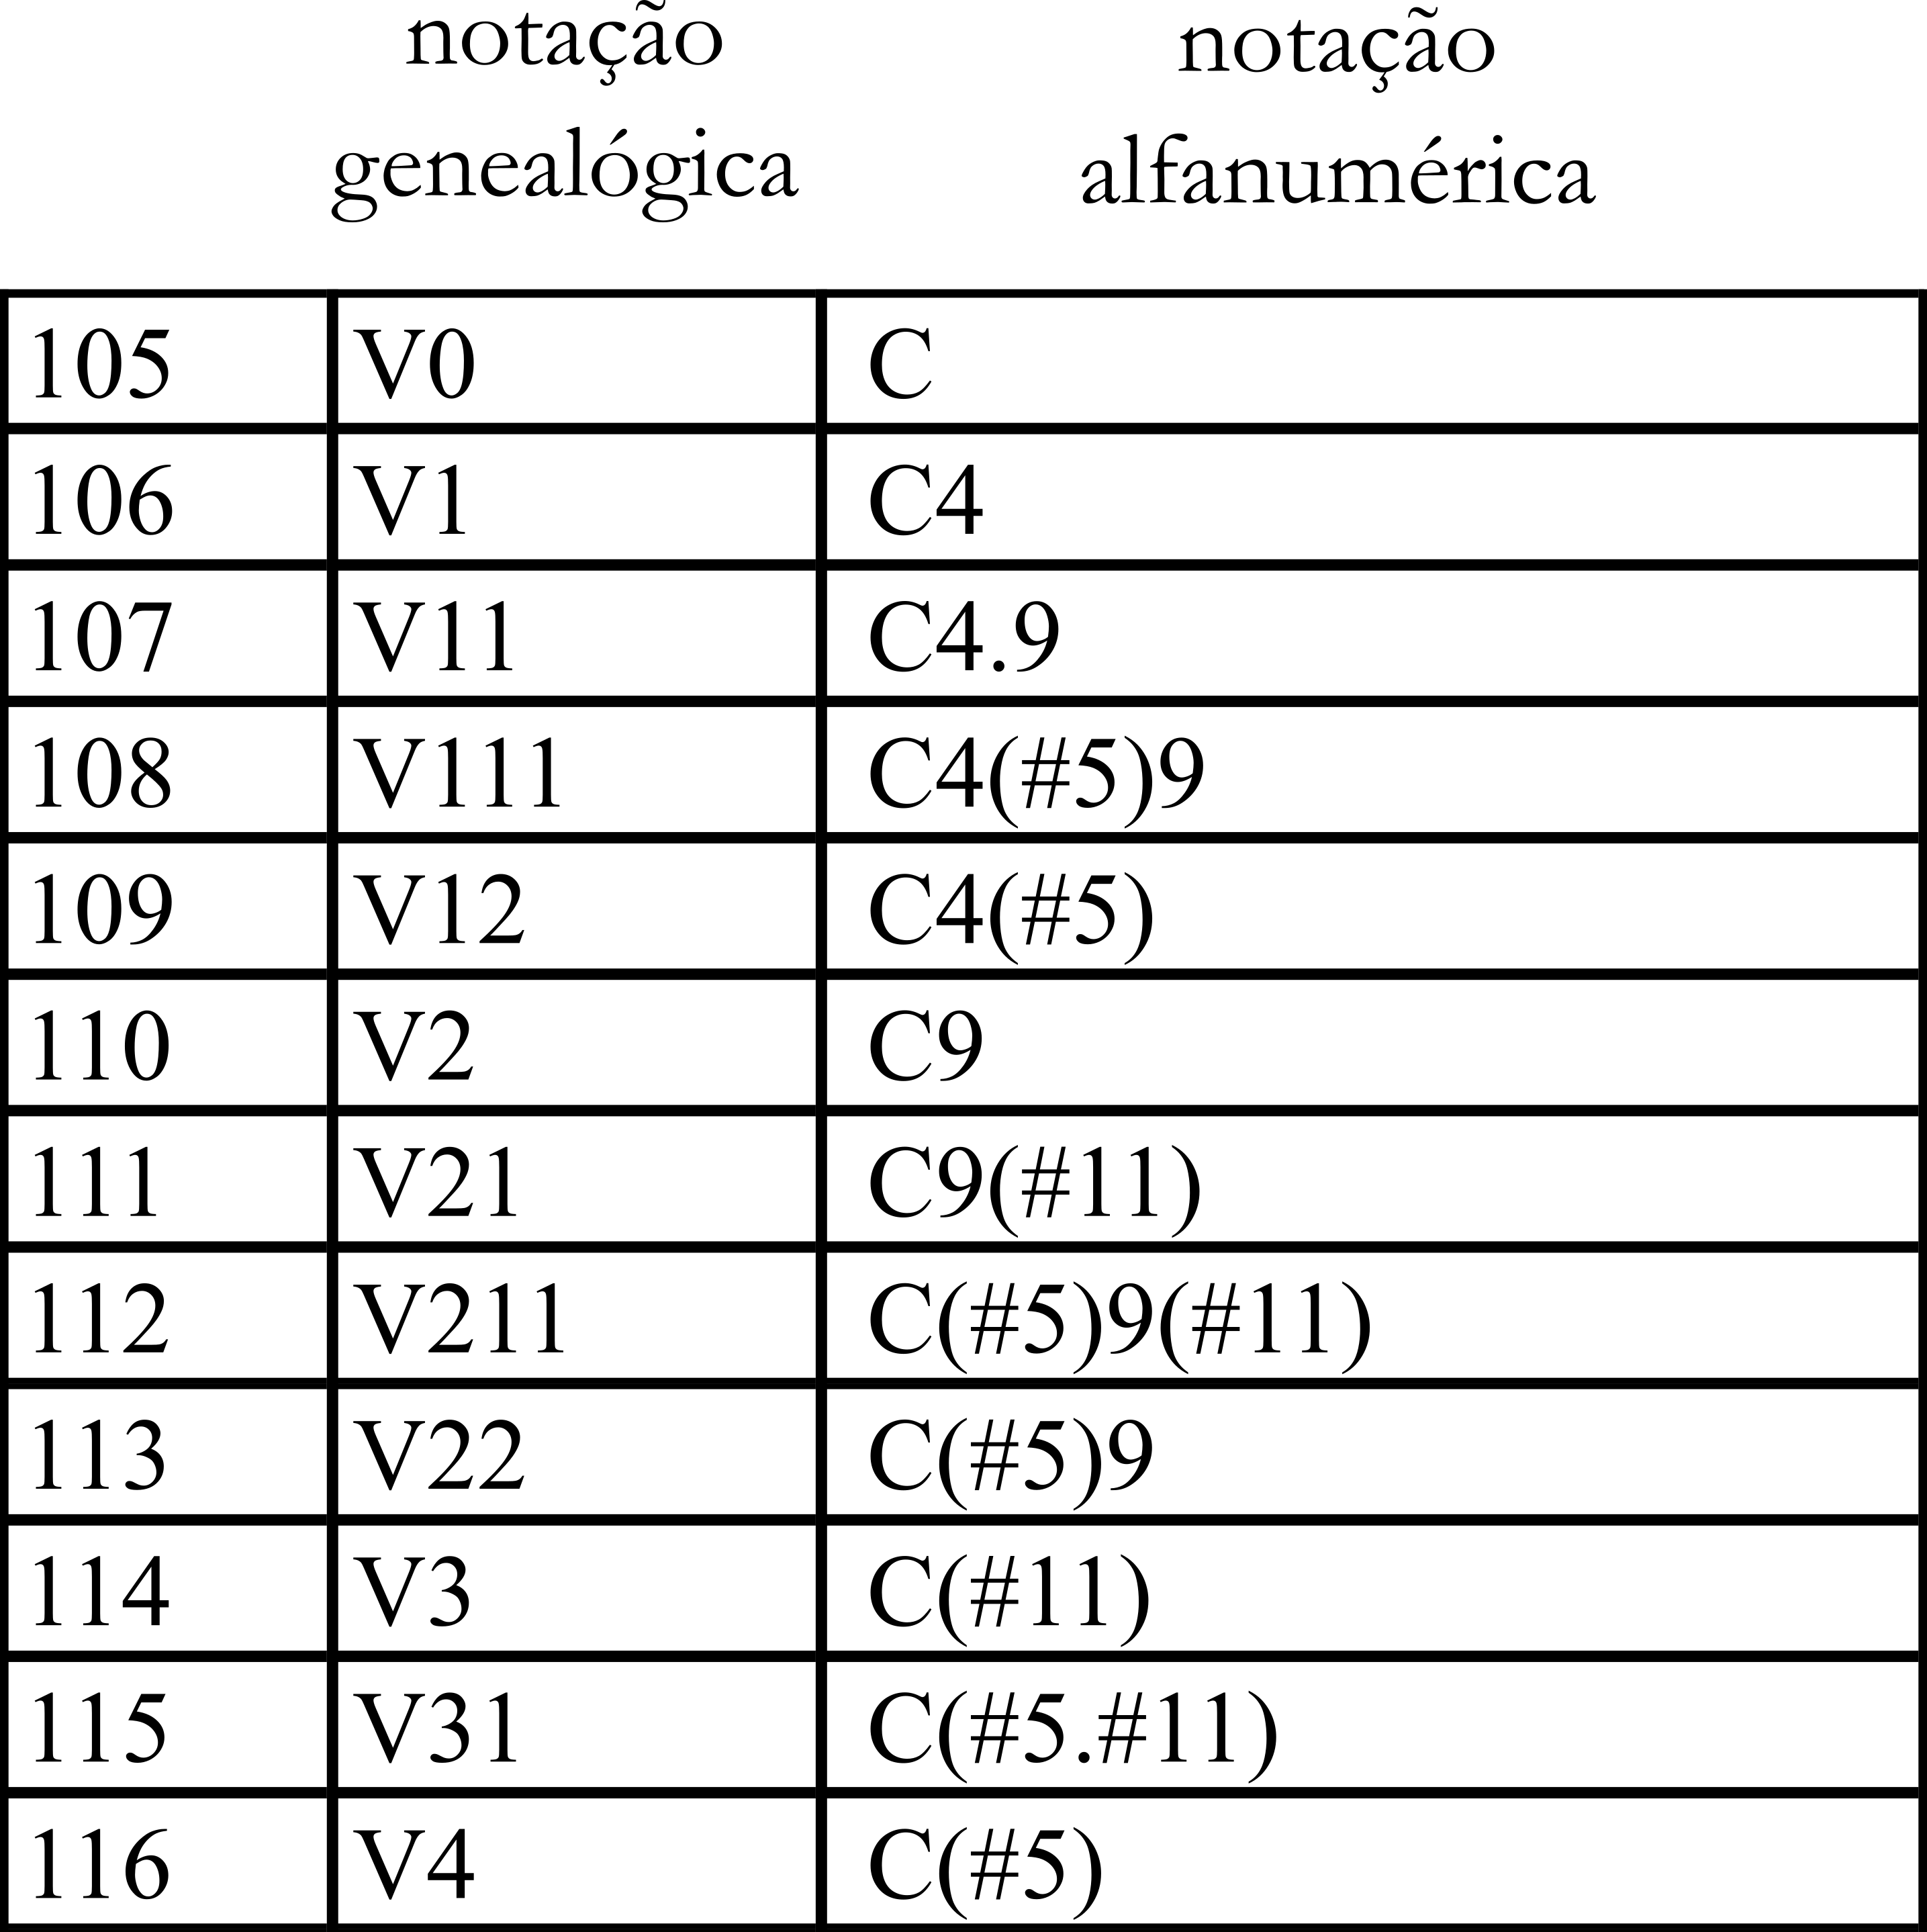 notação notação
genealógica alfanumérica
105 V0 C
106 V1 C4
107 V11 C4.9
108 V111 C4(#5)9
109 V12 C4(#5)
110 V2 C9
111 V21 C9(#11)
112 V211 C(#5)9(#11)
113 V22 C(#5)9
114 V3 C(#11)
115 V31 C(#5.#11)
116 V4 C(#5)